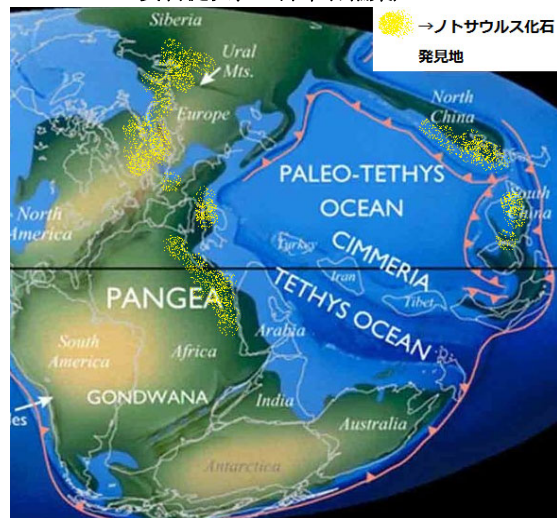 Siberia
→ノトサウルス化石
発見地
Ural
Mts.
Europe
North
China
PALEO-TETHYS
OCEAN
South
China
North
America
CIMMERIA
Turkey
Iran
Tibet
TETHYS OCEAN
PANGEA
Arabia
South
America
Africa
GONDWANA
India
Australia
Antarctica